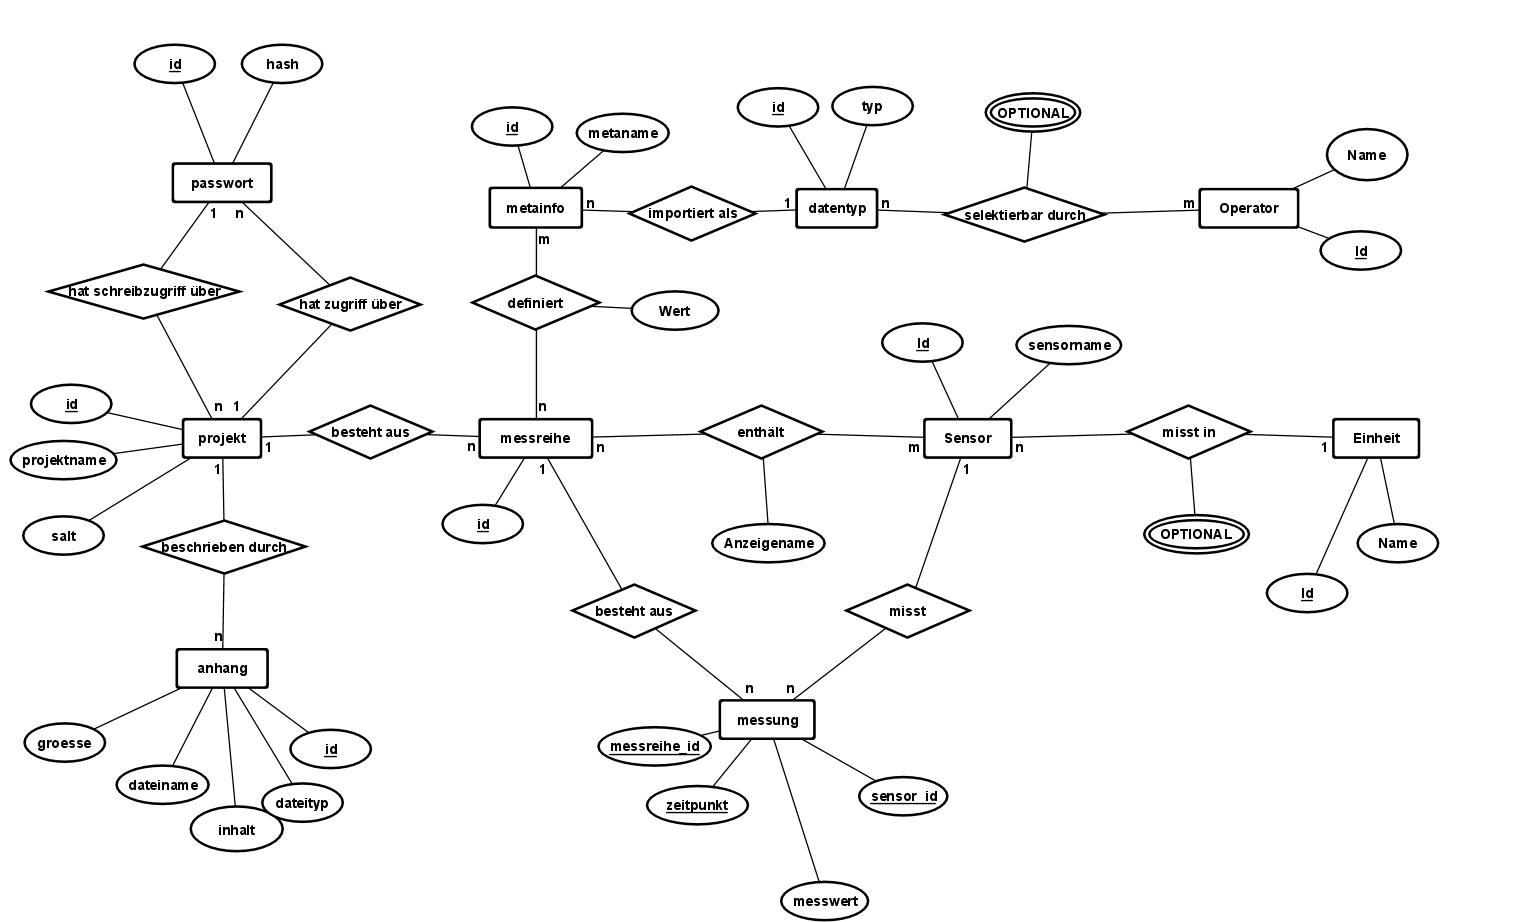 id
hash
passwort
1
n
hat schreibzugriff über
hat zugriff über
n
1
id
projektname
salt
projekt
1
1
besteht aus
n
beschrieben durch
n
anhang
groesse
dateiname
inhalt
dateityp
id
id
metaname
metainfo
n
importiert als
1
m
definiert
Wert
n
id
typ
datentyp
n
OPTIONAL
selektierbar durch
m
Operator
Name
Id
messreihe
n
1
id
enthält
Anzeigename
m
Id
sensorname
Sensor
n
1
misst in
OPTIONAL
1
Einheit
Id
Name
besteht aus
misst
n
n
messung
messreihe_id
zeitpunkt
sensor_id
messwert